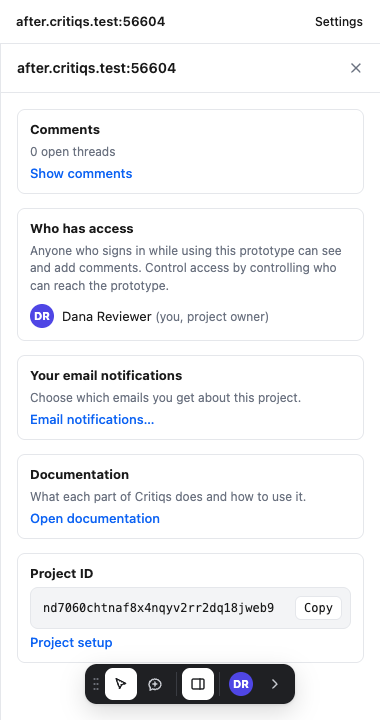 after.critiqs.test:56604
Settings
after.critiqs.test:56604
Comments
0 open threads
Show comments
Who has access
Anyone who signs in while using this prototype can see
and add comments. Control access by controlling who
can reach the prototype.
DR
Dana Reviewer (you, project owner)
Your email notifications
Choose which emails you get about this project.
Email notifications...
Documentation
What each part of Critiqs does and how to use it.
Open documentation
Project ID
nd7060chtnaf8x4nqyv2rr2dq18jweb9
Copy
Project setup
DR